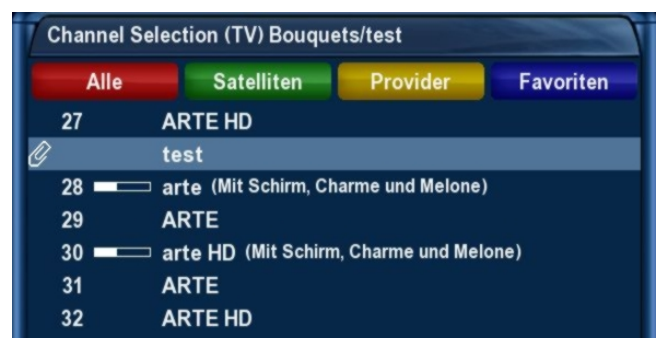 Channel Selection (TV) Bouquets/test
Alle Satelliten Provider Favoriten
27 ARTE HD
test
28 arte (Mit Schirm, Charme und Melone)
29 ARTE
30 arte HD (Mit Schirm, Charme und Melone)
31 ARTE
32 ARTE HD